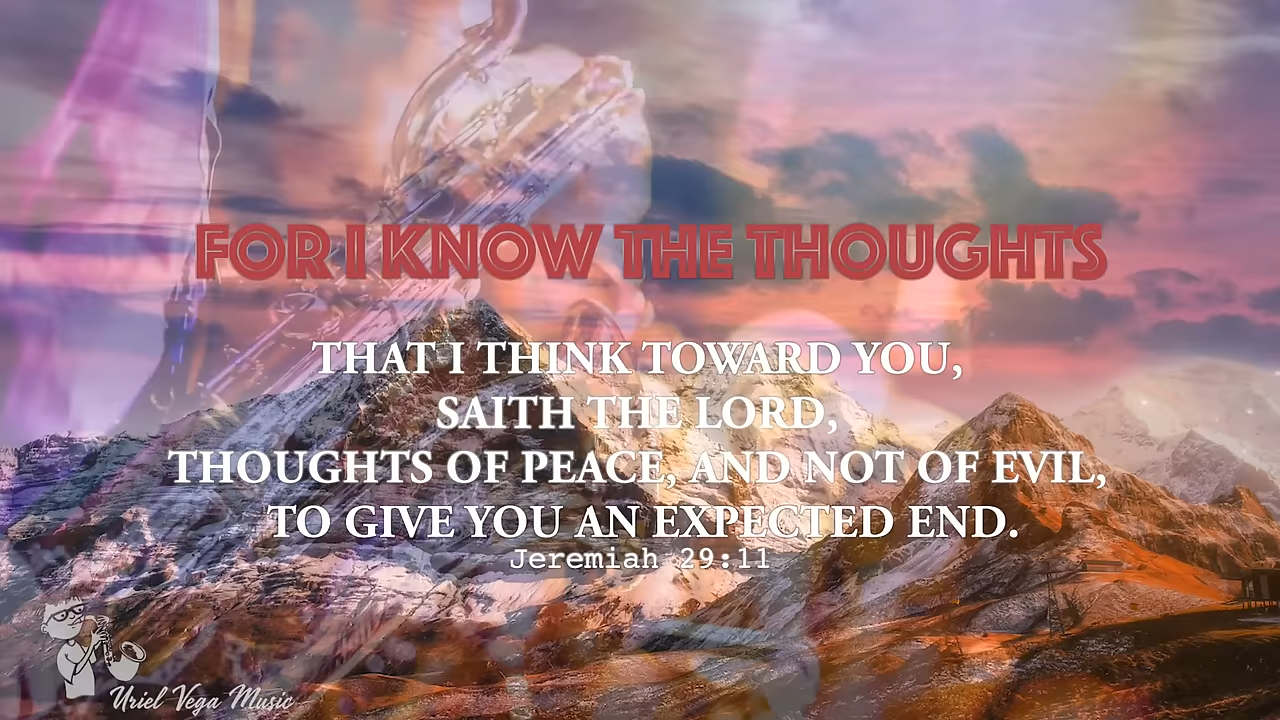 FOR I KNOW THE THOUGHTS
THAT I THINK TOWARD YOU,
SAITH THE LORD,
THOUGHTS OF PEACE, AND NOT OF EVIL,
TO GIVE YOU AN EXPECTED END.
Jeremiah 29:11
Uriel Vega Music